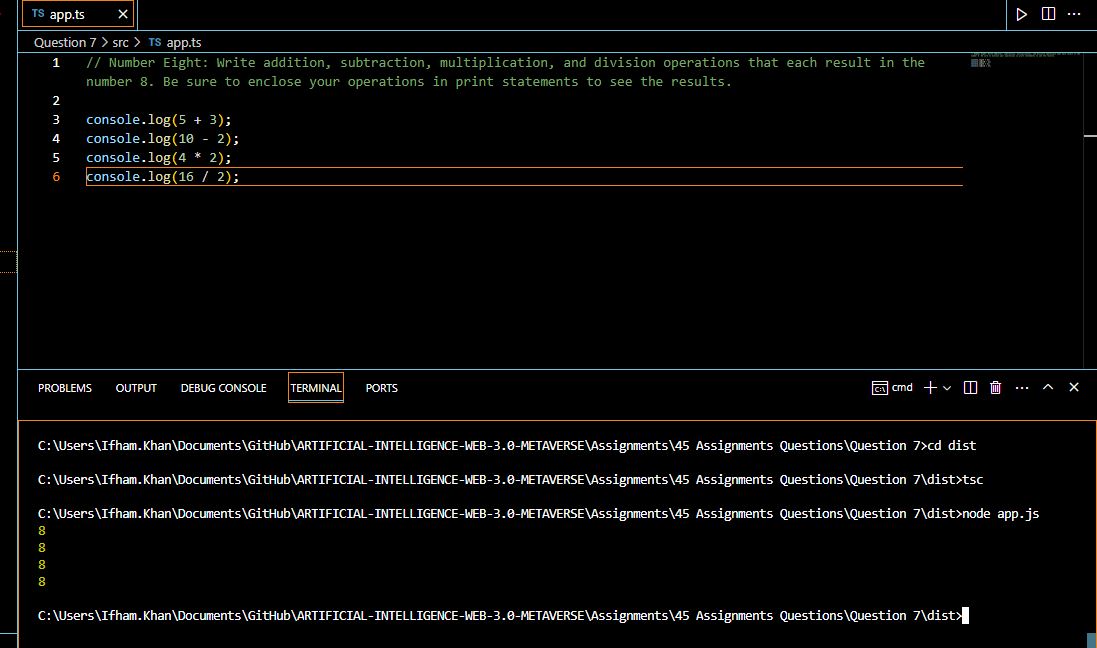 TS app.ts
Question 7 > src > TS app.ts
1 // Number Eight: Write addition, subtraction, multiplication, and division operations that each result in the
number 8. Be sure to enclose your operations in print statements to see the results.
2
3 console.log(5 + 3);
4 console.log(10 - 2);
5 console.log(4 * 2);
6 console.log(16 / 2);
PROBLEMS OUTPUT DEBUG CONSOLE TERMINAL PORTS cmd
C:\Users\Ifham.Khan\Documents\GitHub\ARTIFICIAL-INTELLIGENCE-WEB-3.0-METAVERSE\Assignments\45 Assignments Questions\Question 7>cd dist
C:\Users\Ifham.Khan\Documents\GitHub\ARTIFICIAL-INTELLIGENCE-WEB-3.0-METAVERSE\Assignments\45 Assignments Questions\Question 7\dist>tsc
C:\Users\Ifham.Khan\Documents\GitHub\ARTIFICIAL-INTELLIGENCE-WEB-3.0-METAVERSE\Assignments\45 Assignments Questions\Question 7\dist>node app.js
8
8
8
8
C:\Users\Ifham.Khan\Documents\GitHub\ARTIFICIAL-INTELLIGENCE-WEB-3.0-METAVERSE\Assignments\45 Assignments Questions\Question 7\dist>